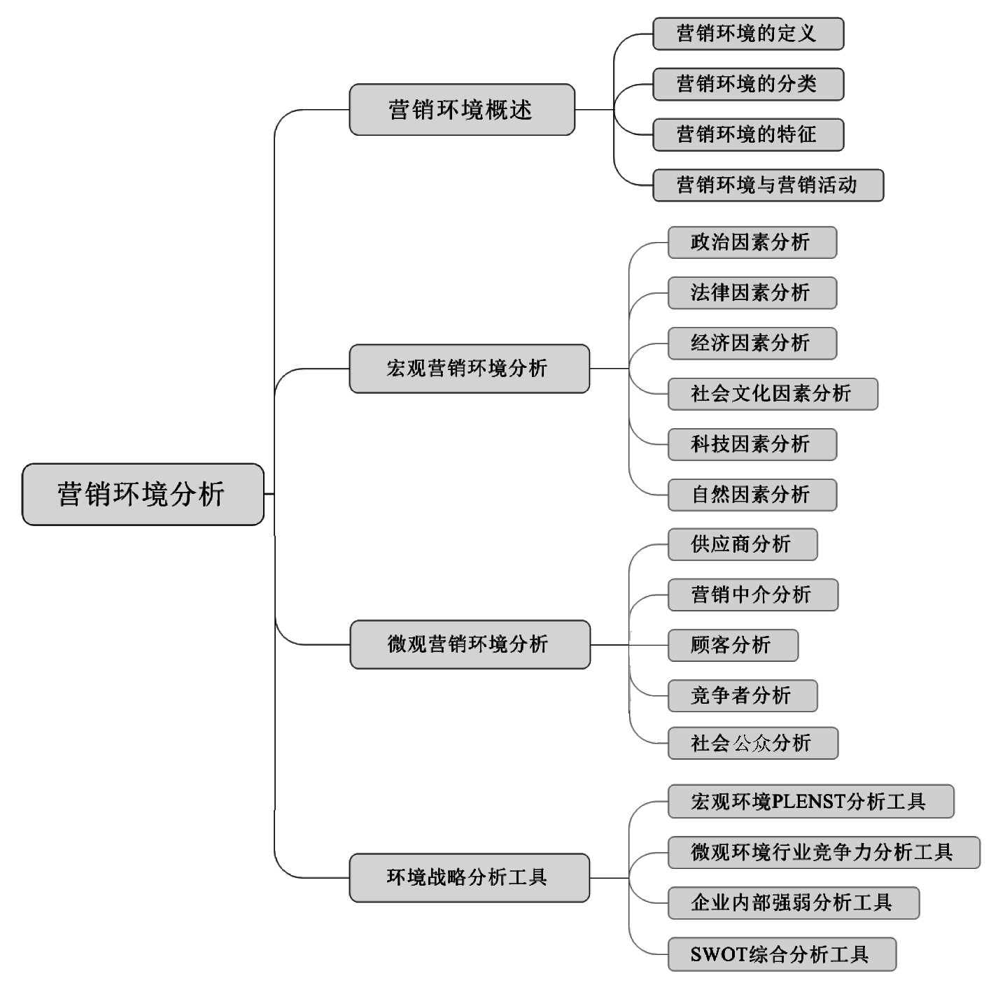 营销环境分析
营销环境概述
营销环境的定义
营销环境的分类
营销环境的特征
营销环境与营销活动
宏观营销环境分析
政治因素分析
法律因素分析
经济因素分析
社会文化因素分析
科技因素分析
自然因素分析
微观营销环境分析
供应商分析
营销中介分析
顾客分析
竞争者分析
社会公众分析
环境战略分析工具
宏观环境PLENST分析工具
微观环境行业竞争力分析工具
企业内部强弱分析工具
SWOT综合分析工具